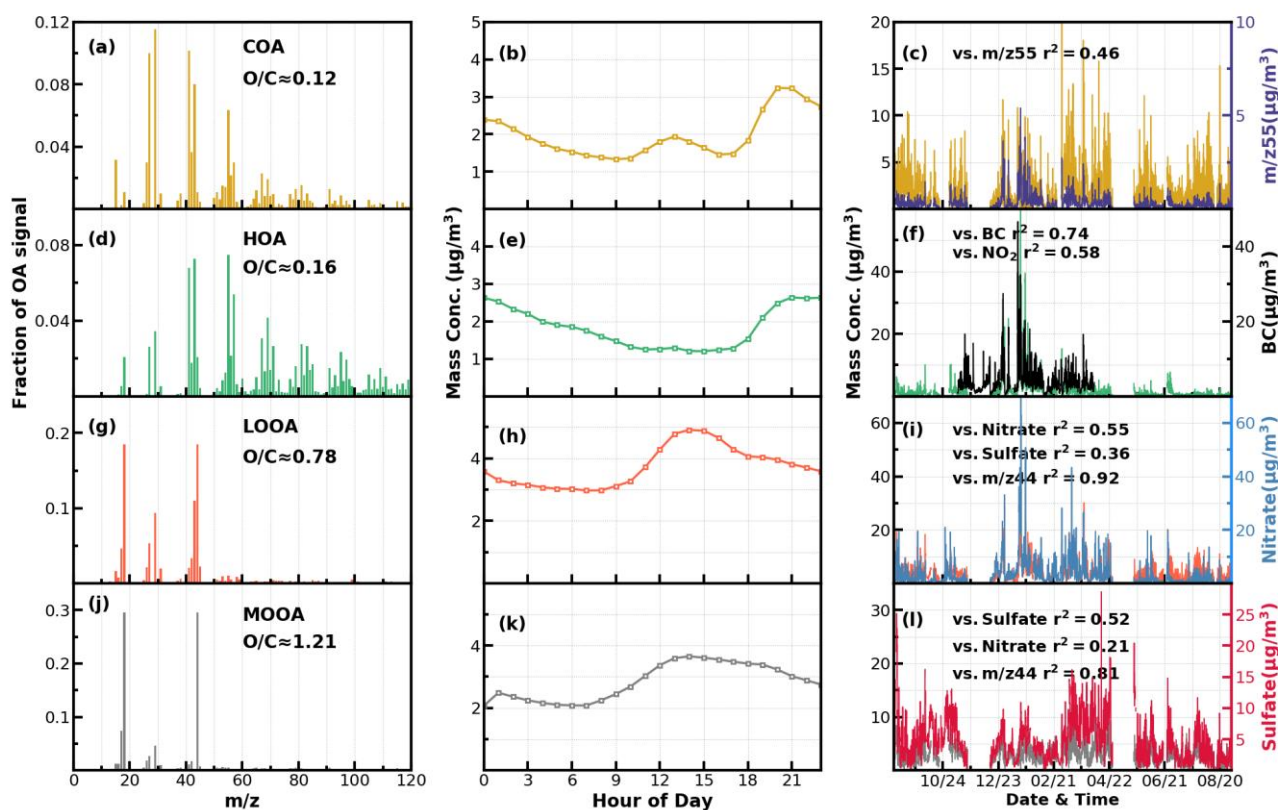 0.12
(a)
COA
O/C≈0.12
0.08
0.04
5
(b)
4
3
2
1
20
(c)
vs. m/z55 r² = 0.46
15
10
5
10
5
m/z55(μg/m³)
0.08
(d)
HOA
O/C≈0.16
0.04
Fraction of OA signal
4
(e)
3
2
1
Mass Conc. (μg/m³)
(f)
vs. BC r² = 0.74
vs. NO₂ r² = 0.58
40
20
Mass Conc. (μg/m³)
40
20
BC(μg/m³)
0.2
(g)
LOOA
O/C≈0.78
0.1
(h)
4
2
60
(i)
vs. Nitrate r² = 0.55
vs. Sulfate r² = 0.36
vs. m/z44 r² = 0.92
40
20
60
40
20
Nitrate(μg/m³)
0.3
(j)
MOOA
O/C≈1.21
0.2
0.1
(k)
4
2
30
(l)
vs. Sulfate r² = 0.52
vs. Nitrate r² = 0.21
vs. m/z44 r² = 0.81
20
10
25
20
15
10
5
Sulfate(μg/m³)
0 20 40 60 80 100 120
m/z
0 3 6 9 12 15 18 21
Hour of Day
10/24 12/23 02/21 04/22 06/21 08/20
Date & Time